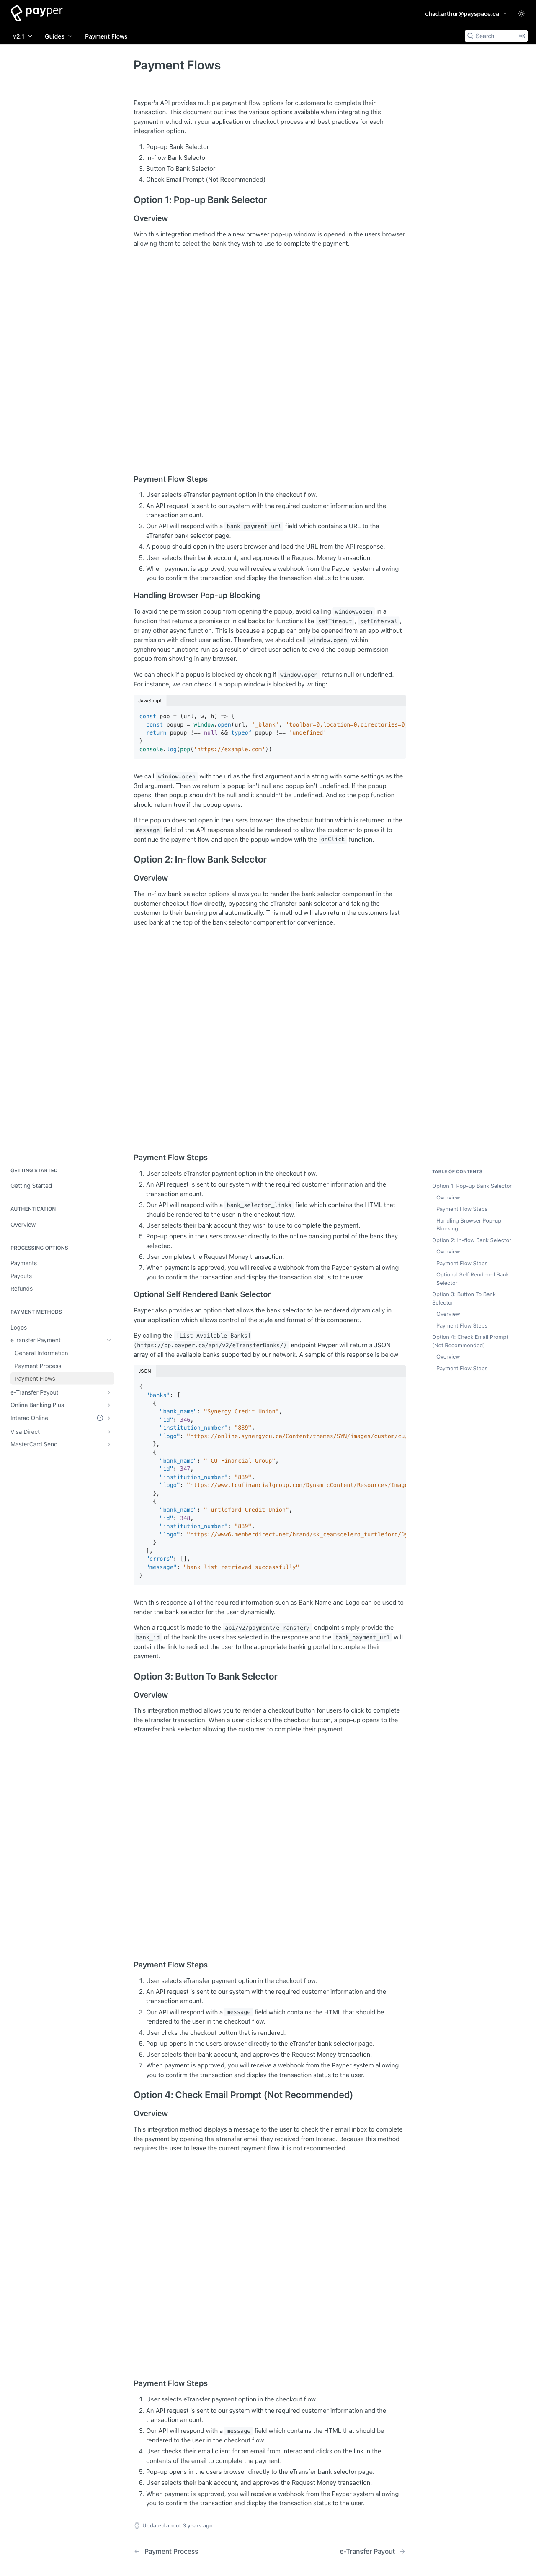 payper
chad.arthur@payspace.ca
v2.1
Guides
Payment Flows
Search
⌘K
Payment Flows
Payper's API provides multiple payment flow options for customers to complete their
transaction. This document outlines the various options available when integrating this
payment method with your application or checkout process and best practices for each
integration option.
1. Pop-up Bank Selector
2. In-flow Bank Selector
3. Button To Bank Selector
4. Check Email Prompt (Not Recommended)
Option 1: Pop-up Bank Selector
Overview
With this integration method the a new browser pop-up window is opened in the users browser
allowing them to select the bank they wish to use to complete the payment.
Payment Flow Steps
1. User selects eTransfer payment option in the checkout flow.
2. An API request is sent to our system with the required customer information and the
transaction amount.
3. Our API will respond with a bank_payment_url field which contains a URL to the
eTransfer bank selector page.
4. A popup should open in the users browser and load the URL from the API response.
5. User selects their bank account, and approves the Request Money transaction.
6. When payment is approved, you will receive a webhook from the Payper system allowing
you to confirm the transaction and display the transaction status to the user.
Handling Browser Pop-up Blocking
To avoid the permission popup from opening the popup, avoid calling window.open in a
function that returns a promise or in callbacks for functions like setTimeout, setInterval,
or any other async function. This is because a popup can only be opened from an app without
permission with direct user action. Therefore, we should call window.open within
synchronous functions that are run as a result of direct user action to avoid the popup permission
popup from showing in any browser.
We can check if a popup is blocked by checking if window.open returns null or undefined.
For instance, we can check if a popup window is blocked by writing:
JavaScript
const pop = (url, w, h) => {
const popup = window.open(url, '_blank', 'toolbar=0,location=0,directories=0
return popup !== null && typeof popup !== 'undefined'
}
console.log(pop('https://example.com'))
We call window.open with the url as the first argument and a string with some settings as the
3rd argument. Then we return is popup isn't null and popup isn't undefined. If the popup
opens, then popup shouldn't be null and it shouldn't be undefined. And so the pop function
should return true if the popup opens.
If the pop up does not open in the users browser, the checkout button which is returned in the
message field of the API response should be rendered to allow the customer to press it to
continue the payment flow and open the popup window with the onClick function.
Option 2: In-flow Bank Selector
Overview
The In-flow bank selector options allows you to render the bank selector component in the
customer checkout flow directly, bypassing the eTransfer bank selector and taking the
customer to their banking poral automatically. This method will also return the customers last
used bank at the top of the bank selector component for convenience.
Payment Flow Steps
1. User selects eTransfer payment option in the checkout flow.
2. An API request is sent to our system with the required customer information and the
transaction amount.
3. Our API will respond with a bank_selector_links field which contains the HTML that
should be rendered to the user in the checkout flow.
4. User selects their bank account they wish to use to complete the payment.
5. Pop-up opens in the users browser directly to the online banking portal of the bank they
selected.
6. User completes the Request Money transaction.
7. When payment is approved, you will receive a webhook from the Payper system allowing
you to confirm the transaction and display the transaction status to the user.
Optional Self Rendered Bank Selector
Payper also provides an option that allows the bank selector to be rendered dynamically in
your application which allows control of the style and format of this component.
By calling the [List Available Banks]
(https://pp.payper.ca/api/v2/eTransferBanks/) endpoint Payper will return a JSON
array of all the available banks supported by our network. A sample of this response is below:
JSON
{
"banks": [
{
"bank_name": "Synergy Credit Union",
"id": 346,
"institution_number": "889",
"logo": "https://online.synergycu.ca/Content/themes/SYN/images/custom/cu_
},
{
"bank_name": "TCU Financial Group",
"id": 347,
"institution_number": "889",
"logo": "https://www.tcufinancialgroup.com/DynamicContent/Resources/Image
},
{
"bank_name": "Turtleford Credit Union",
"id": 348,
"institution_number": "889",
"logo": "https://www6.memberdirect.net/brand/sk_ceamscelero_turtleford/Dy
}
],
"errors": [],
"message": "bank list retrieved successfully"
}
With this response all of the required information such as Bank Name and Logo can be used to
render the bank selector for the user dynamically.
When a request is made to the api/v2/payment/eTransfer/ endpoint simply provide the
bank_id of the bank the users has selected in the response and the bank_payment_url will
contain the link to redirect the user to the appropriate banking portal to complete their
payment.
Option 3: Button To Bank Selector
Overview
This integration method allows you to render a checkout button for users to click to complete
the eTransfer transaction. When a user clicks on the checkout button, a pop-up opens to the
eTransfer bank selector allowing the customer to complete their payment.
Payment Flow Steps
1. User selects eTransfer payment option in the checkout flow.
2. An API request is sent to our system with the required customer information and the
transaction amount.
3. Our API will respond with a message field which contains the HTML that should be
rendered to the user in the checkout flow.
4. User clicks the checkout button that is rendered.
5. Pop-up opens in the users browser directly to the eTransfer bank selector page.
6. User selects their bank account, and approves the Request Money transaction.
7. When payment is approved, you will receive a webhook from the Payper system allowing
you to confirm the transaction and display the transaction status to the user.
Option 4: Check Email Prompt (Not Recommended)
Overview
This integration method displays a message to the user to check their email inbox to complete
the payment by opening the eTransfer email they received from Interac. Because this method
requires the user to leave the current payment flow it is not recommended.
Payment Flow Steps
1. User selects eTransfer payment option in the checkout flow.
2. An API request is sent to our system with the required customer information and the
transaction amount.
3. Our API will respond with a message field which contains the HTML that should be
rendered to the user in the checkout flow.
4. User checks their email client for an email from Interac and clicks on the link in the
contents of the email to complete the payment.
5. Pop-up opens in the users browser directly to the eTransfer bank selector page.
6. User selects their bank account, and approves the Request Money transaction.
7. When payment is approved, you will receive a webhook from the Payper system allowing
you to confirm the transaction and display the transaction status to the user.
Updated about 3 years ago
← Payment Process
e-Transfer Payout →
GETTING STARTED
Getting Started
AUTHENTICATION
Overview
PROCESSING OPTIONS
Payments
Payouts
Refunds
PAYMENT METHODS
Logos
eTransfer Payment
General Information
Payment Process
Payment Flows
e-Transfer Payout
Online Banking Plus
Interac Online
Visa Direct
MasterCard Send
TABLE OF CONTENTS
Option 1: Pop-up Bank Selector
Overview
Payment Flow Steps
Handling Browser Pop-up
Blocking
Option 2: In-flow Bank Selector
Overview
Payment Flow Steps
Optional Self Rendered Bank
Selector
Option 3: Button To Bank
Selector
Overview
Payment Flow Steps
Option 4: Check Email Prompt
(Not Recommended)
Overview
Payment Flow Steps